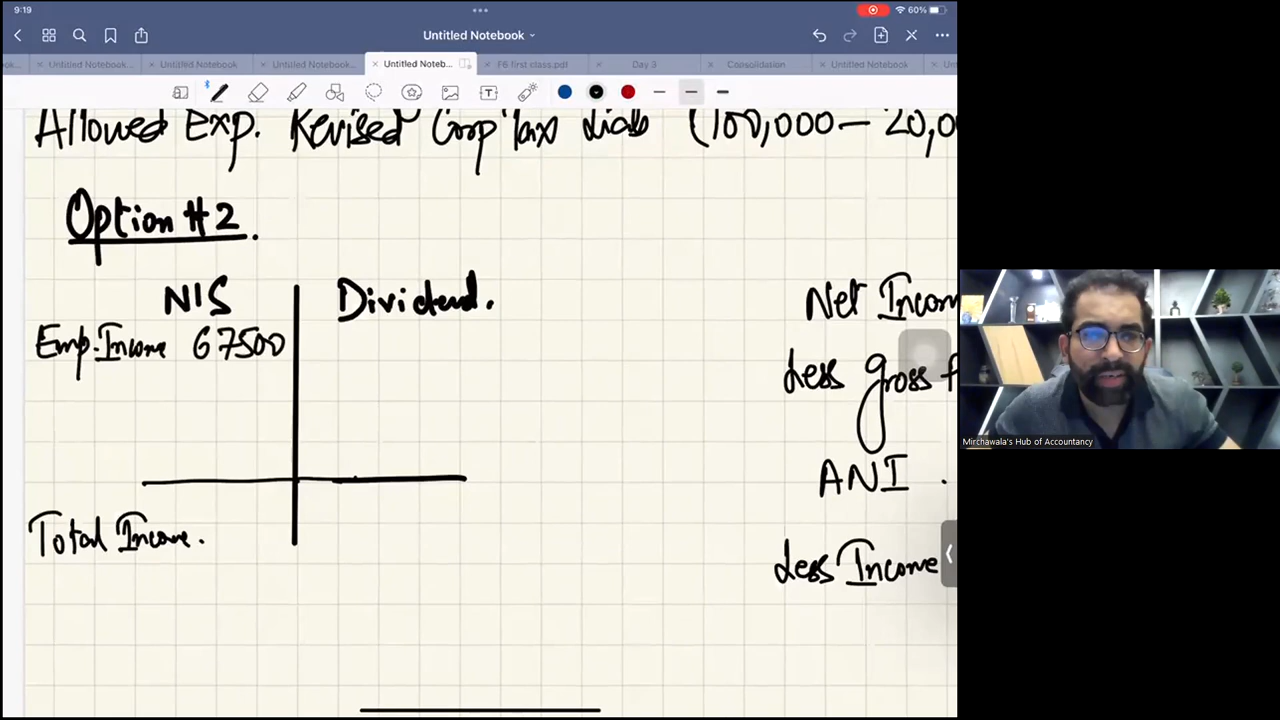 9:19
60%
Untitled Notebook
Untitled Notebook...
Untitled Notebook
Untitled Notebook...
Untitled Noteb...
F6 first class.pdf
Day 3
Consolidation
Untitled Notebook
Allowed Exp. Revised Corp Tax Liab (100,000 – 20,0
Option #2.
NIS Dividend.
Emp. Income 67500
Total Income.
Net Incom
Less gross f
ANI.
Less Income
Mirchawala's Hub of Accountancy